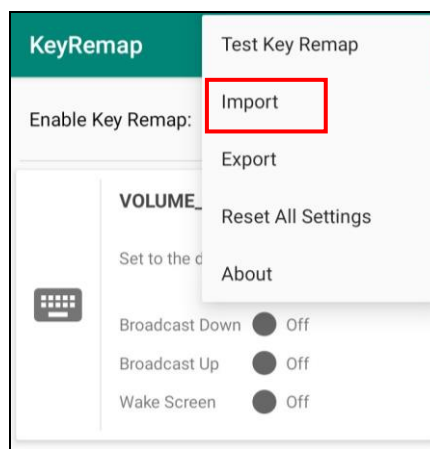 KeyRemap
Test Key Remap
Import
Enable Key Remap:
Export
VOLUME_
Reset All Settings
Set to the
About
Broadcast Down Off
Broadcast Up Off
Wake Screen Off